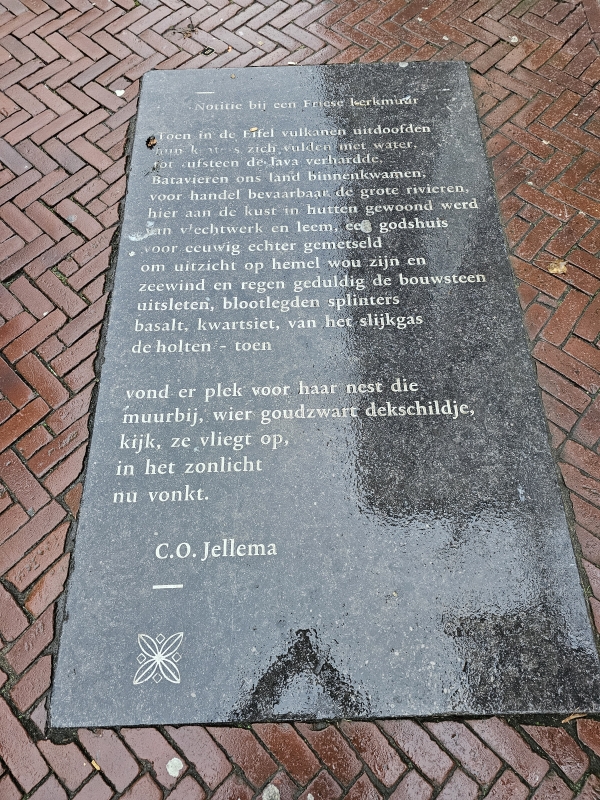 Notitie bij een Friese kerkmuur
Toen in de Eifel vulkanen uitdoofden
hun kraters zich vulden met water,
tot tufsteen de lava verhardde,
Batavieren ons land binnenkwamen,
voor handel bevaarbaar de grote rivieren,
hier aan de kust in hutten gewoond werd
van vlechtwerk en leem, een godshuis
voor eeuwig echter gemetseld
om uitzicht op hemel wou zijn en
zeewind en regen geduldig de bouwsteen
uitsleten, blootlegden splinters
basalt, kwartsiet, van het slijkgas
de holten - toen
vond er plek voor haar nest die
muurbij, wier goudzwart dekschildje,
kijk, ze vliegt op,
in het zonlicht
nu vonkt.
C.O. Jellema